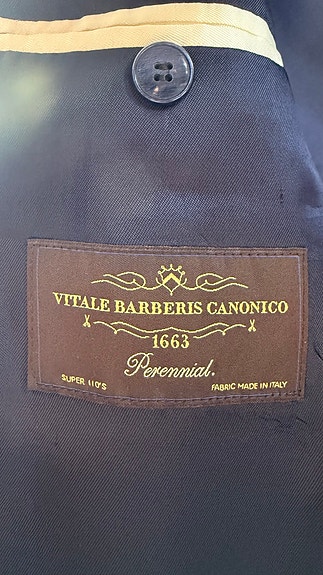 VITALE BARBERIS CANONICO
1663
Perennial.
SUPER 110'S
FABRIC MADE IN ITALY